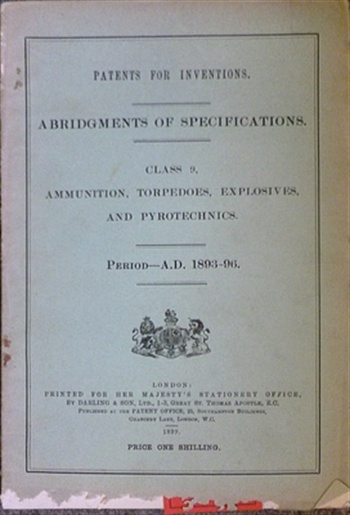 PATENTS FOR INVENTIONS.
ABRIDGMENTS OF SPECIFICATIONS.
CLASS 9,
AMMUNITION, TORPEDOES, EXPLOSIVES,
AND PYROTECHNICS.
PERIOD—A.D. 1893-96.
LONDON:
PRINTED FOR HER MAJESTY'S STATIONERY OFFICE,
BY DARLING & SON, LTD., 1-3, GREAT ST. THOMAS APOSTLE, E.C.
PUBLISHED AT THE PATENT OFFICE, 25, SOUTHAMPTON BUILDINGS,
CHANCERY LANE, LONDON, W.C.
1899.
PRICE ONE SHILLING.